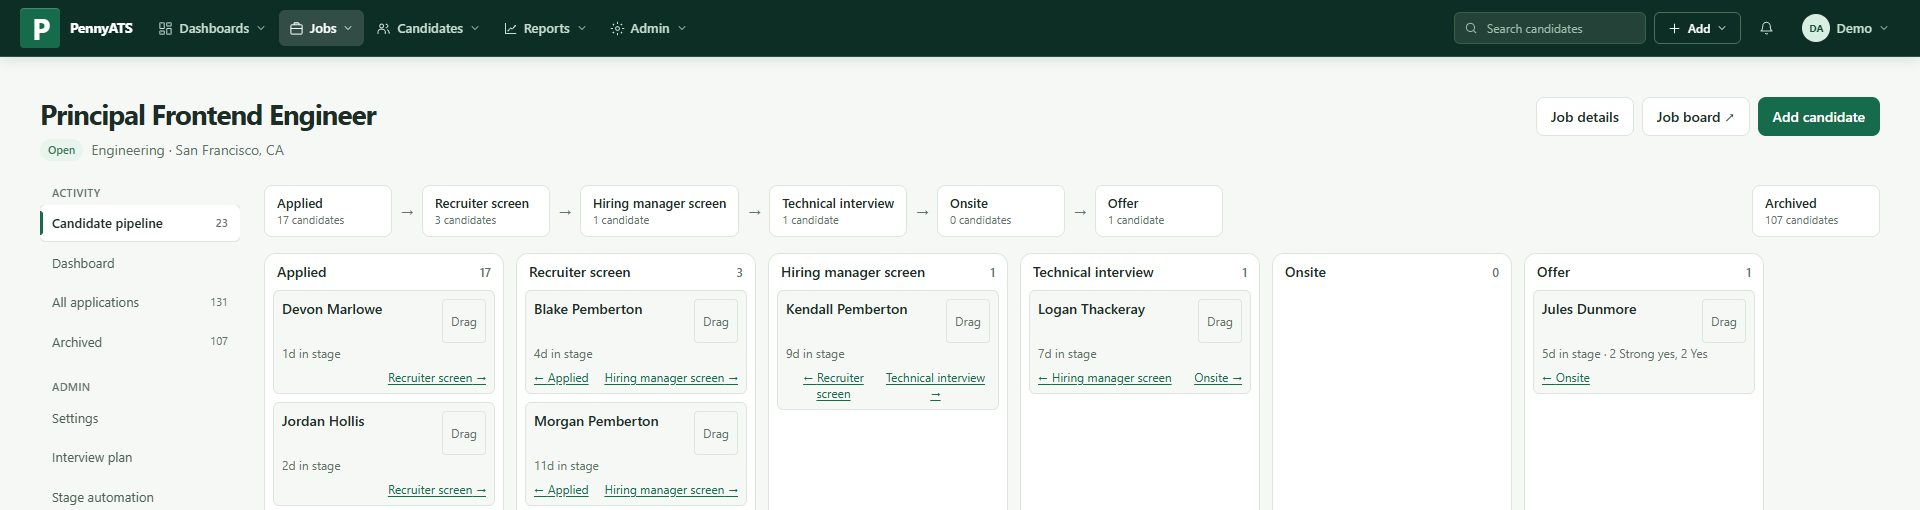 P PennyATS Dashboards Jobs Candidates Reports Admin Search candidates + Add DA Demo
Principal Frontend Engineer
Job details Job board ↗ Add candidate
Open Engineering · San Francisco, CA
ACTIVITY
Candidate pipeline 23
Dashboard
All applications 131
Archived 107
ADMIN
Settings
Interview plan
Stage automation
Applied
17 candidates
→
Recruiter screen
3 candidates
→
Hiring manager screen
1 candidate
→
Technical interview
1 candidate
→
Onsite
0 candidates
→
Offer
1 candidate
Archived
107 candidates
Applied 17
Devon Marlowe Drag
1d in stage
Recruiter screen →
Jordan Hollis Drag
2d in stage
Recruiter screen →
Recruiter screen 3
Blake Pemberton Drag
4d in stage
← Applied Hiring manager screen →
Morgan Pemberton Drag
11d in stage
← Applied Hiring manager screen →
Hiring manager screen 1
Kendall Pemberton Drag
9d in stage
← Recruiter screen Technical interview →
Technical interview 1
Logan Thackeray Drag
7d in stage
← Hiring manager screen Onsite →
Onsite 0
Offer 1
Jules Dunmore Drag
5d in stage · 2 Strong yes, 2 Yes
← Onsite